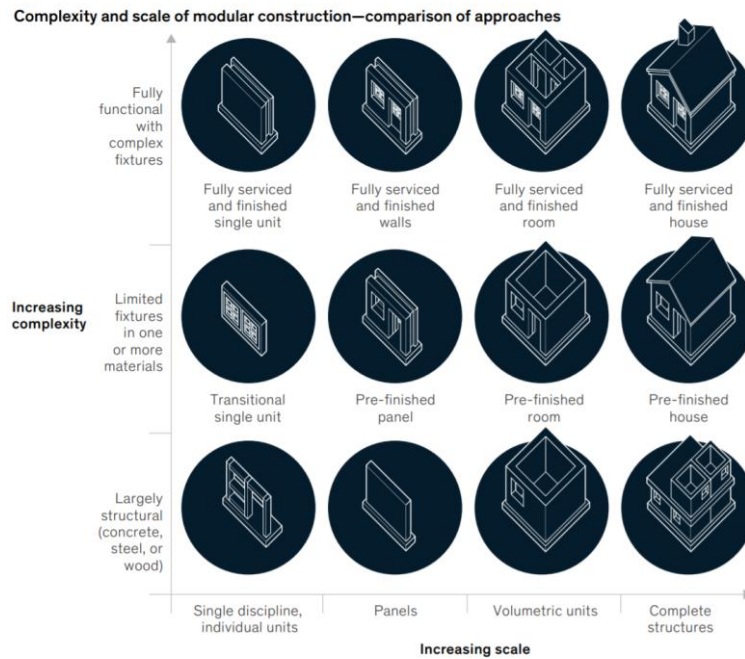 Complexity and scale of modular construction—comparison of approaches
Fully
functional with
complex
fixtures
Fully serviced
and finished
single unit
Fully serviced
and finished
walls
Fully serviced
and finished
room
Fully serviced
and finished
house
Increasing
complexity
Limited
fixtures
in one
or more
materials
Transitional
single unit
Pre-finished
panel
Pre-finished
room
Pre-finished
house
Largely
structural
(concrete,
steel, or
wood)
Single discipline,
individual units
Panels
Volumetric units
Complete
structures
Increasing scale